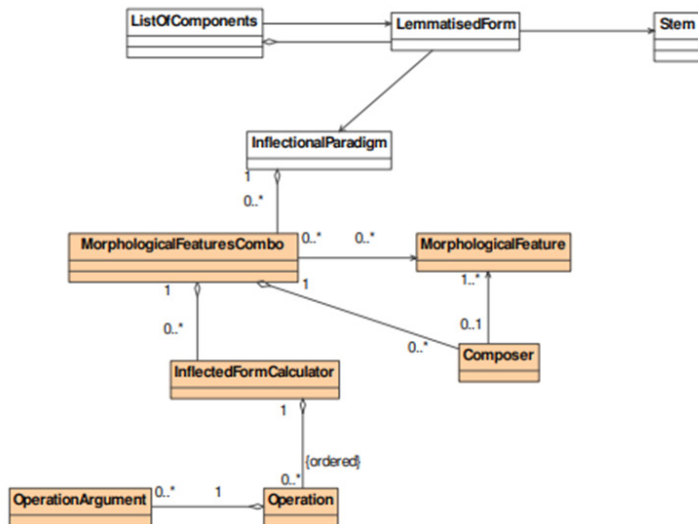 ListOfComponents
LemmatisedForm
Stem
InflectionalParadigm
1
0..*
MorphologicalFeaturesCombo
0..*
0..*
MorphologicalFeature
1
1
1..*
0..*
0..1
0..*
Composer
InflectedFormCalculator
1
{ordered}
0..*
OperationArgument
0..*
1
Operation